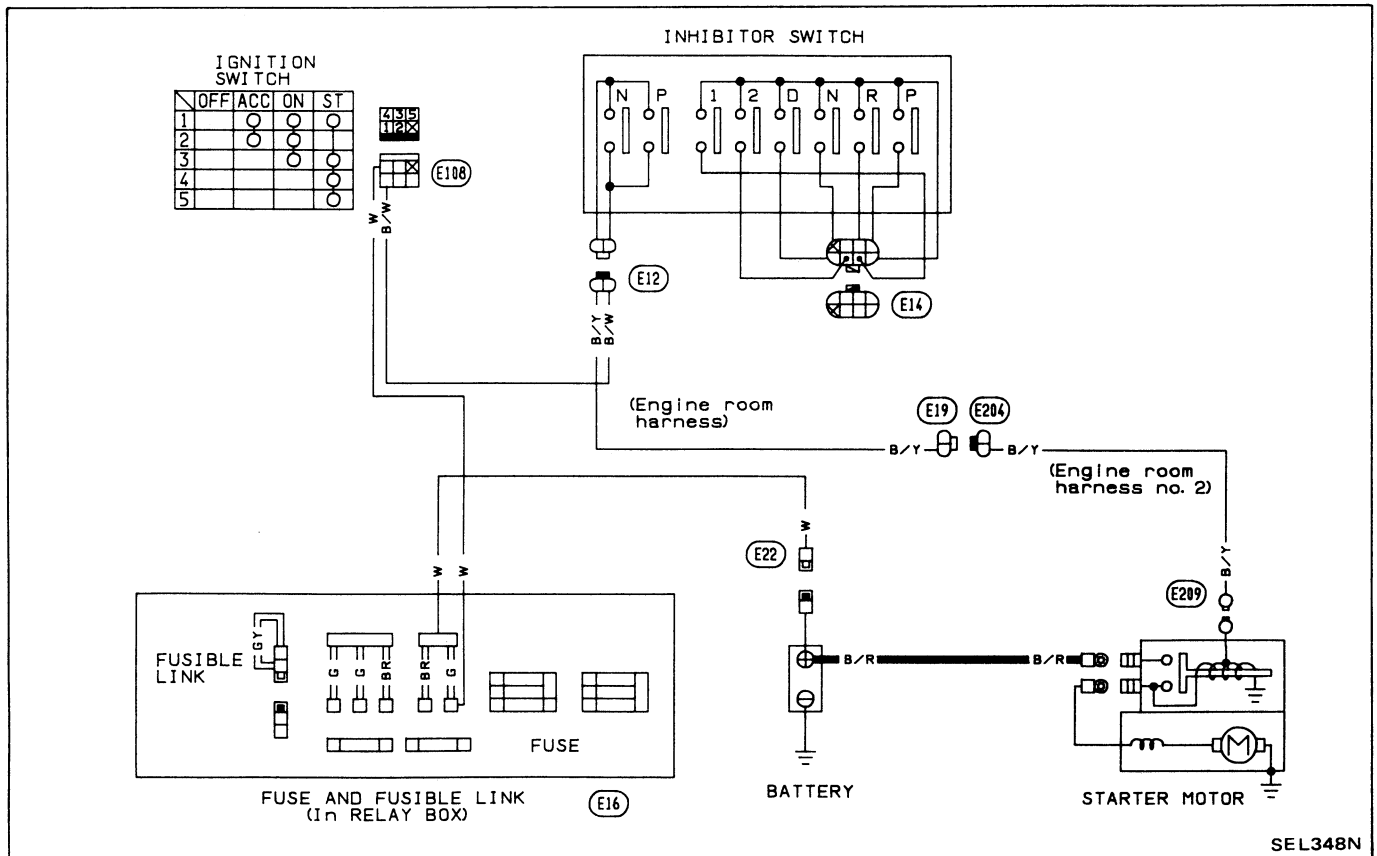 INHIBITOR SWITCH
IGNITION
SWITCH
OFF ACC ON ST
1
2
3
4
5
4 3 5
1 2
E108
N P 1 2 D N R P
W
B/W
E12
E14
B/Y
B/W
(Engine room
harness)
E19 E204
B/Y B/Y
(Engine room
harness no. 2)
W
E22
B/Y
E209
W W
FUSIBLE
LINK
GY
G G BR BR G
FUSE
B/R B/R
M
FUSE AND FUSIBLE LINK
(In RELAY BOX)
E16
BATTERY
STARTER MOTOR
SEL348N